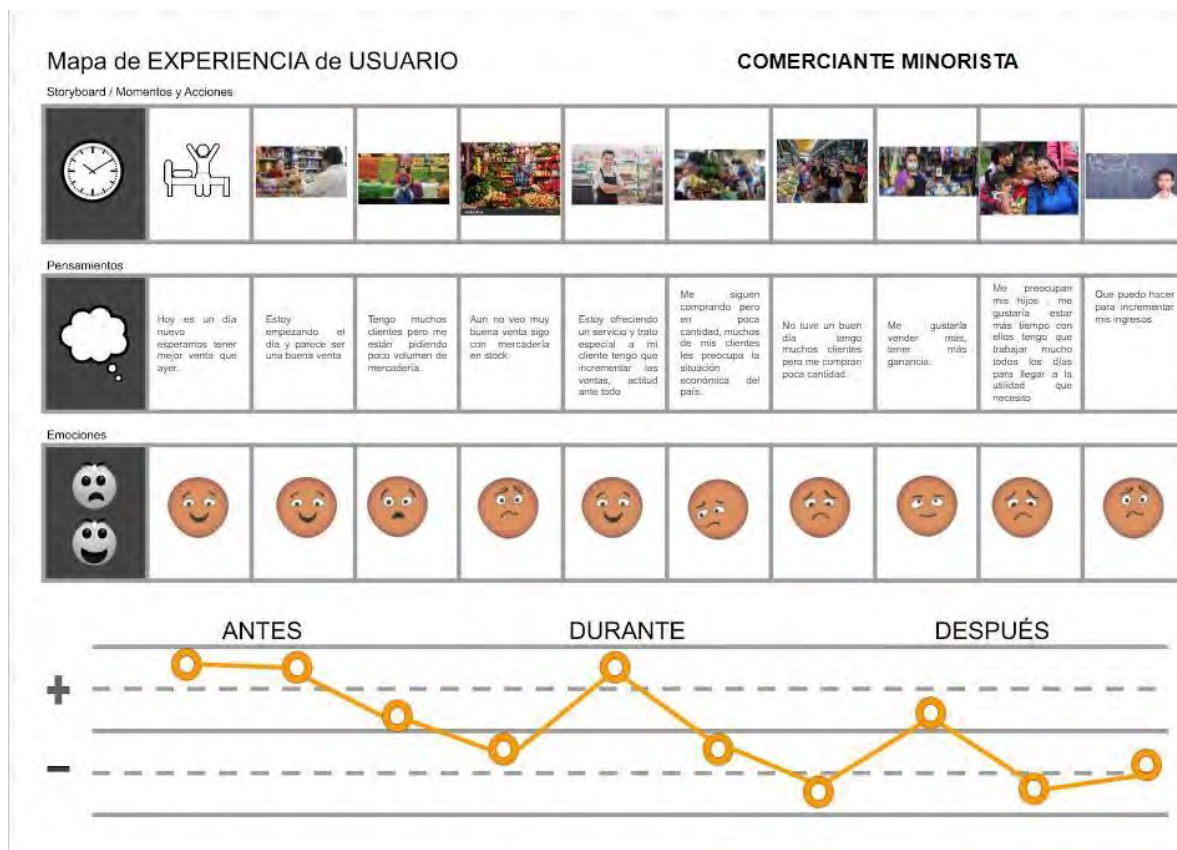 Mapa de EXPERIENCIA de USUARIO
COMERCIANTE MINORISTA
Storyboard / Momentos y Acciones
Pensamientos
Hoy es un día
nuevo
esperamos tener
mejor venta que
ayer.
Estoy
empezando el
día y parece ser
una buena venta
Tengo muchos
clientes pero me
están pidiendo
poco volumen de
mercadería.
Aun no veo muy
buena venta sigo
con mercadería
en stock
Estoy ofreciendo
un servicio y trato
especial a mi
cliente tengo que
incrementar las
ventas, actitud
ante todo
Me siguen
comprando pero
en poca
cantidad, muchos
de mis clientes
les preocupa la
situación
económica del
país.
No tuve un buen
día tengo
muchos clientes
pero me compran
poca cantidad.
Me gustaría
vender más,
tener más
ganancia.
Me preocupan
mis hijos , me
gustaría estar
más tiempo con
ellos tengo que
trabajar mucho
todos los días
para llegar a la
utilidad que
necesito
Que puedo hacer
para incrementar
mis ingresos.
Emociones
ANTES
DURANTE
DESPUÉS
+
-